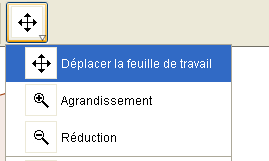 Déplacer la feuille de travail
Agrandissement
Réduction